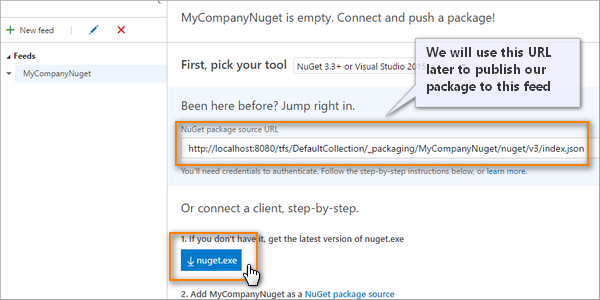 MyCompanyNuget is empty. Connect and push a package!
New feed
Feeds
MyCompanyNuget
First, pick your tool
NuGet 3.3+ or Visual Studio 2015
We will use this URL
later to publish our
package to this feed
Been here before? Jump right in.
NuGet package source URL
http://localhost:8080/tfs/DefaultCollection/_packaging/MyCompanyNuget/nuget/v3/index.json
You'll need credentials to authenticate. Follow the step-by-step instructions below, or learn more.
Or connect a client, step-by-step.
1. If you don't have it, get the latest version of nuget.exe
nuget.exe
2. Add MyCompanyNuget as a NuGet package source